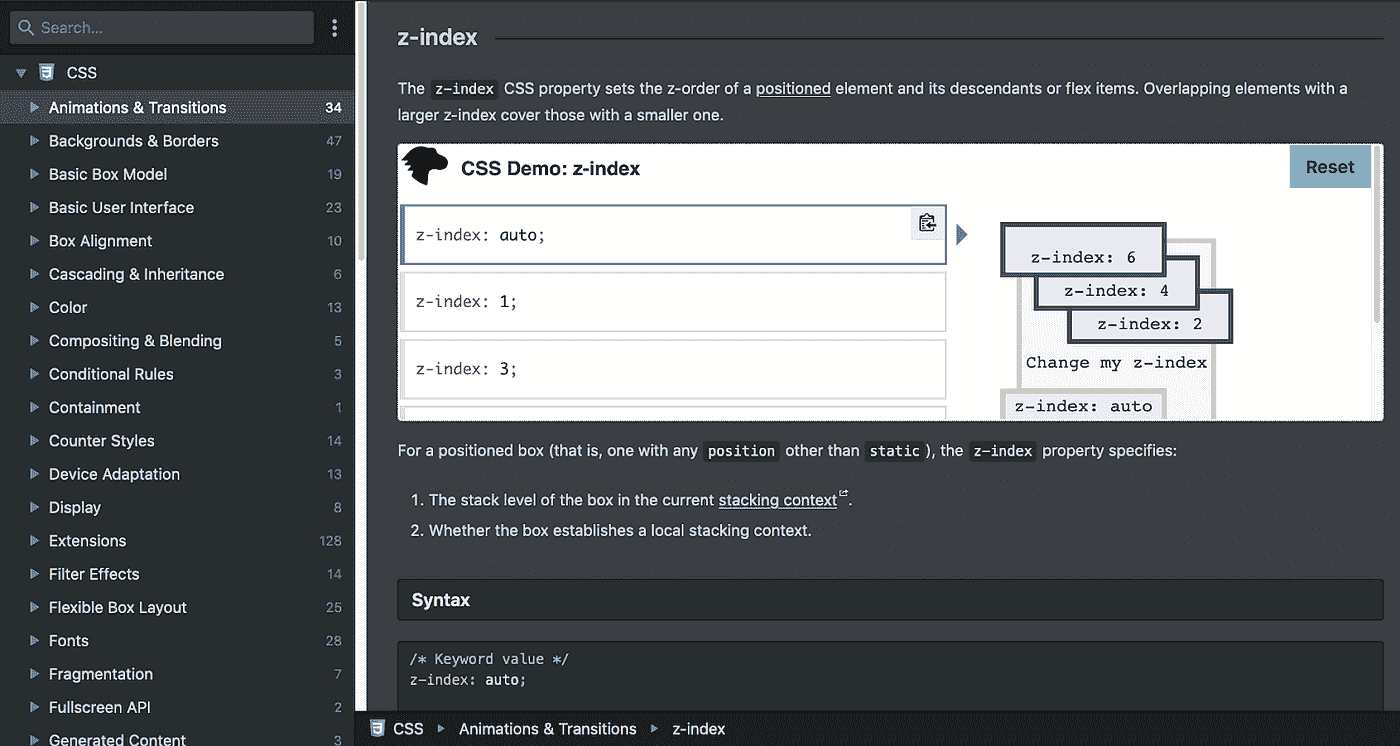 Search...
CSS
Animations & Transitions 34
Backgrounds & Borders 47
Basic Box Model 19
Basic User Interface 23
Box Alignment 10
Cascading & Inheritance 6
Color 13
Compositing & Blending 5
Conditional Rules 3
Containment 1
Counter Styles 14
Device Adaptation 13
Display 8
Extensions 128
Filter Effects 14
Flexible Box Layout 25
Fonts 28
Fragmentation 7
Fullscreen API 2
Generated Content 3
z-index
The z-index CSS property sets the z-order of a positioned element and its descendants or flex items. Overlapping elements with a
larger z-index cover those with a smaller one.
CSS Demo: z-index
Reset
z-index: auto;
z-index: 1;
z-index: 3;
z-index: 6
z-index: 4
z-index: 2
Change my z-index
z-index: auto
For a positioned box (that is, one with any position other than static ), the z-index property specifies:
1. The stack level of the box in the current stacking context.
2. Whether the box establishes a local stacking context.
Syntax
/* Keyword value */
z-index: auto;
CSS Animations & Transitions z-index